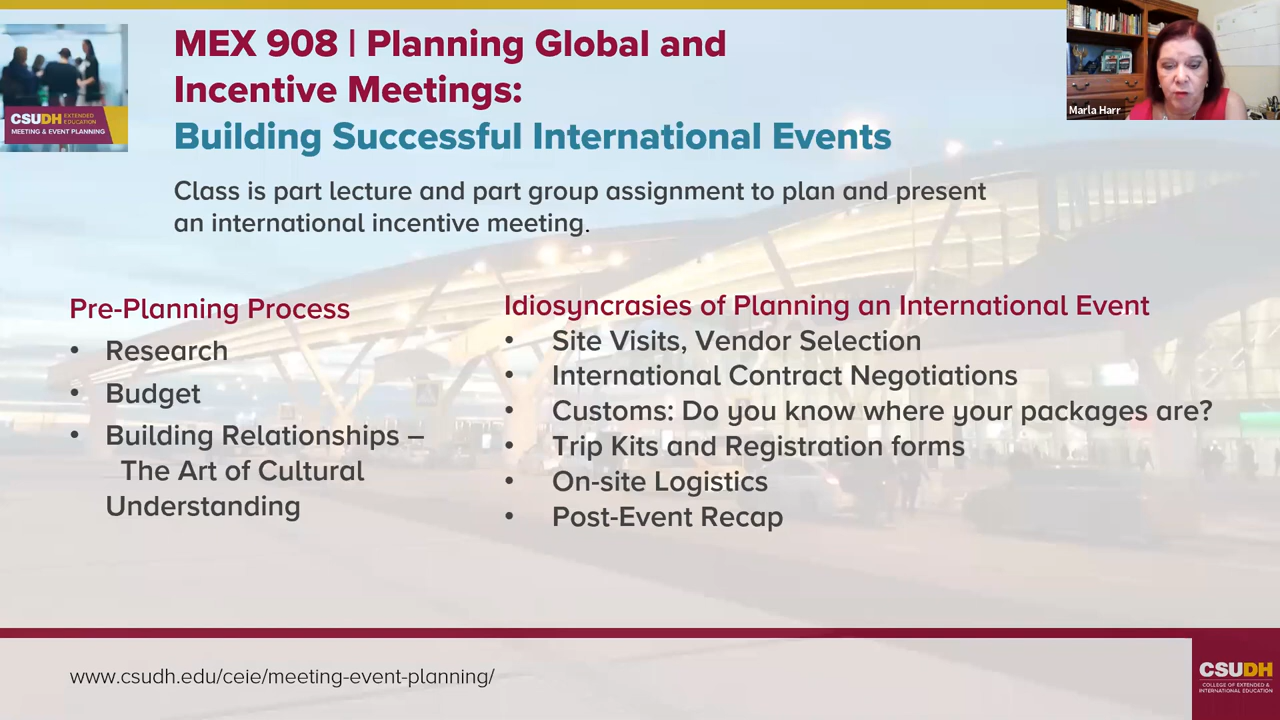 MEX 908 | Planning Global and
Incentive Meetings:
Building Successful International Events
Class is part lecture and part group assignment to plan and present
an international incentive meeting.
CSUDH EXTENDED
EDUCATION
MEETING & EVENT PLANNING
Marla Harr
Pre-Planning Process
• Research
• Budget
• Building Relationships –
The Art of Cultural
Understanding
Idiosyncrasies of Planning an International Event
• Site Visits, Vendor Selection
• International Contract Negotiations
• Customs: Do you know where your packages are?
• Trip Kits and Registration forms
• On-site Logistics
• Post-Event Recap
www.csudh.edu/ceie/meeting-event-planning/
CSUDH
COLLEGE OF EXTENDED &
INTERNATIONAL EDUCATION